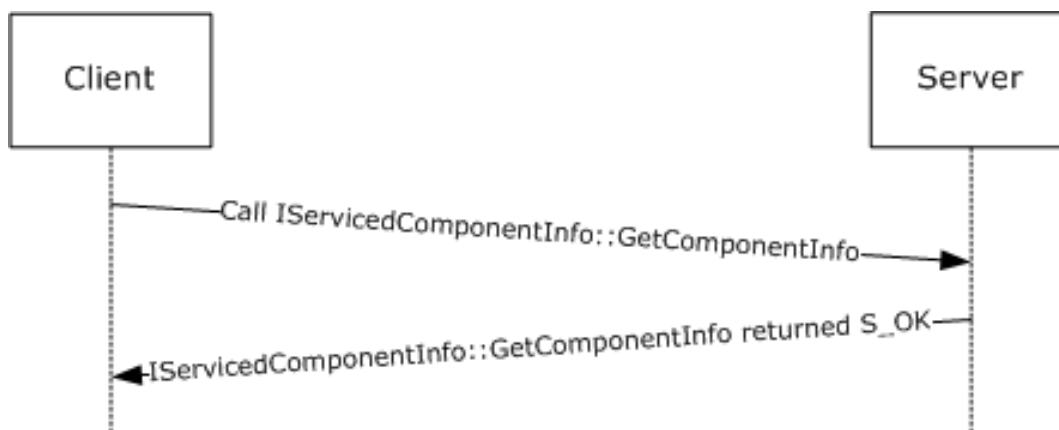 Client
Server
Call IServicedComponentInfo::GetComponentInfo
IServicedComponentInfo::GetComponentInfo returned S_OK